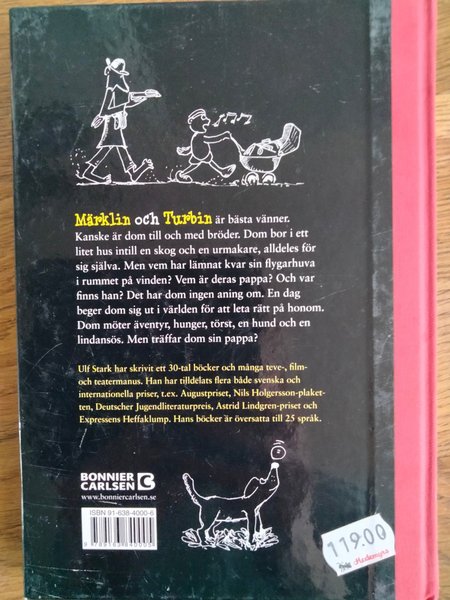 Märklin och Turbin är bästa vänner.
Kanske är dom till och med bröder. Dom bor i ett
litet hus intill en skog och en urmakare, alldeles för
sig själva. Men vem har lämnat kvar sin flygarhuva
i rummet på vinden? Vem är deras pappa? Och var
finns han? Det har dom ingen aning om. En dag
beger dom sig ut i världen för att leta rätt på honom.
Dom möter äventyr, hunger, törst, en hund och en
lindansös. Men träffar dom sin pappa?
Ulf Stark har skrivit ett 30-tal böcker och många teve-, film-
och teatermanus. Han har tilldelats flera både svenska och
internationella priser, t.ex. Augustpriset, Nils Holgersson-plaket-
ten, Deutscher Jugendliteraturpreis, Astrid Lindgren-priset och
Expressens Heffaklump. Hans böcker är översatta till 25 språk.
BONNIER
CARLSEN
www.bonniercarlsen.se
ISBN 91-638-4000-6
9 789163 840005
119.00